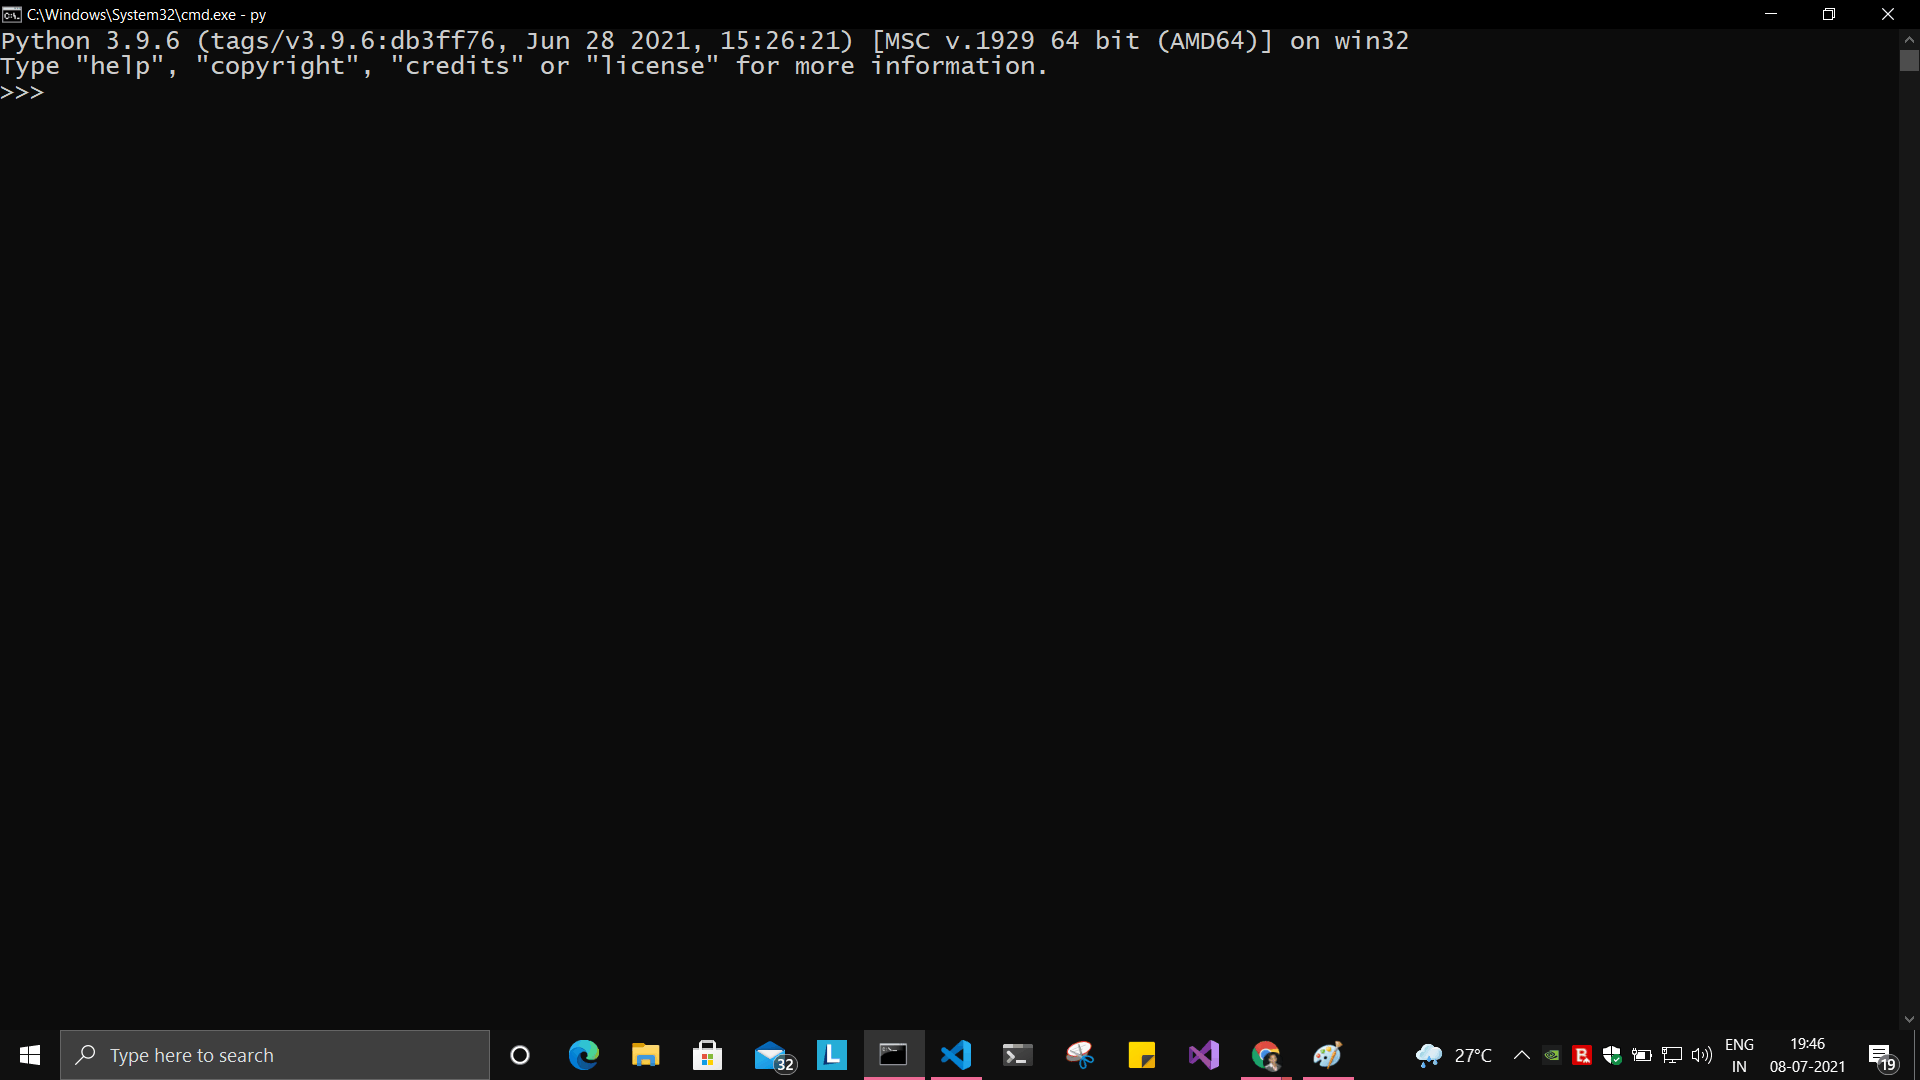 C:\Windows\System32\cmd.exe - py
Python 3.9.6 (tags/v3.9.6:db3ff76, Jun 28 2021, 15:26:21) [MSC v.1929 64 bit (AMD64)] on win32
Type "help", "copyright", "credits" or "license" for more information.
>>>
Type here to search
32
L
27°C
B
ENG
IN
19:46
08-07-2021
19